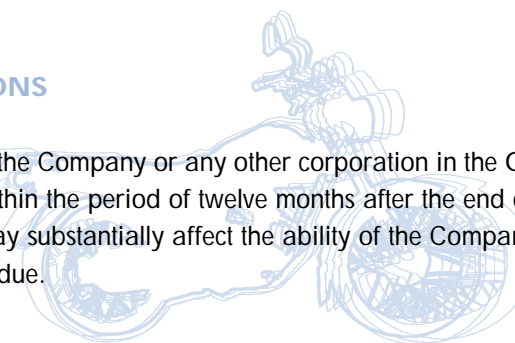 ONS
the Company or any other corporation in the
thin the period of twelve months after the end
ay substantially affect the ability of the
due.